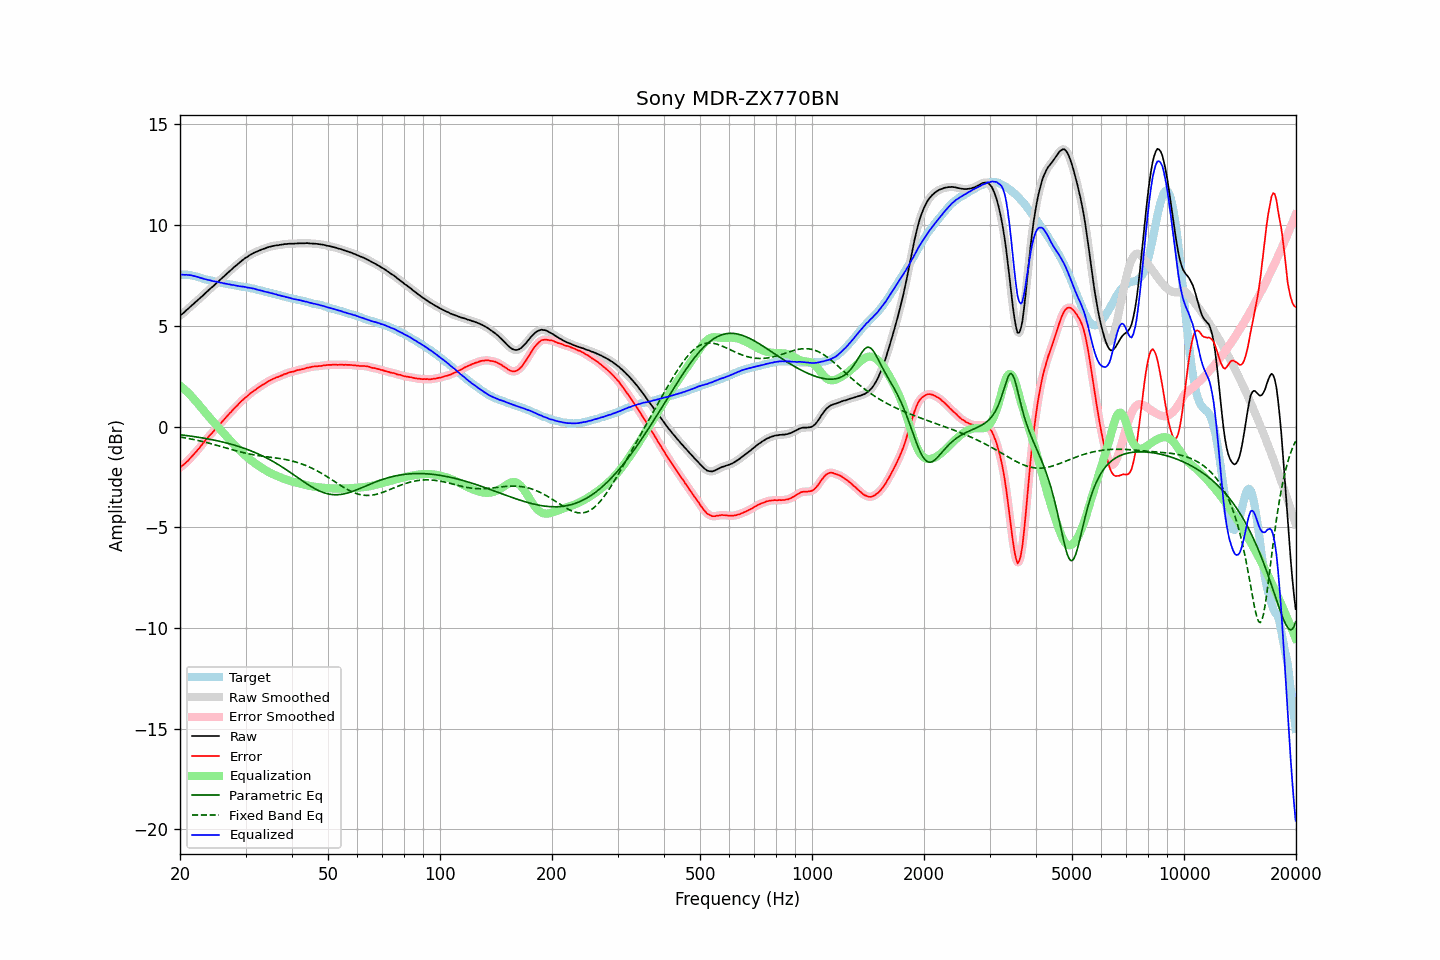 Sony MDR-ZX770BN
Amplitude (dBr)
15
10
5
0
−5
−10
−15
−20
Target
Raw Smoothed
Error Smoothed
Raw
Error
Equalization
Parametric Eq
Fixed Band Eq
Equalized
20 50 100 200 500 1000 2000 5000 10000 20000
Frequency (Hz)